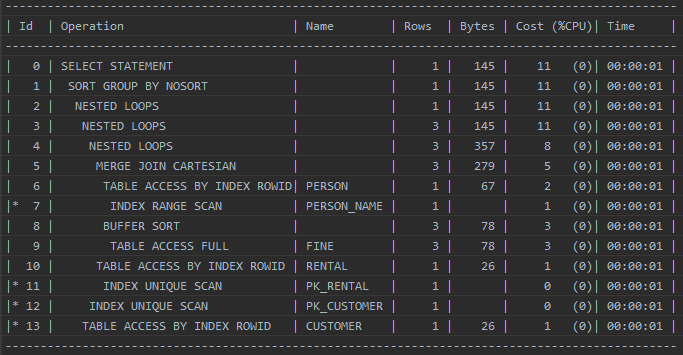 ---------------------------------------------------------------------------------------------
| Id  | Operation                       | Name        | Rows  | Bytes | Cost (%CPU)| Time     |
---------------------------------------------------------------------------------------------
|   0 | SELECT STATEMENT                |             |     1 |   145 |    11   (0)| 00:00:01 |
|   1 |  SORT GROUP BY NOSORT           |             |     1 |   145 |    11   (0)| 00:00:01 |
|   2 |   NESTED LOOPS                  |             |     1 |   145 |    11   (0)| 00:00:01 |
|   3 |    NESTED LOOPS                 |             |     3 |   145 |    11   (0)| 00:00:01 |
|   4 |     NESTED LOOPS                |             |     3 |   357 |     8   (0)| 00:00:01 |
|   5 |      MERGE JOIN CARTESIAN       |             |     3 |   279 |     5   (0)| 00:00:01 |
|   6 |       TABLE ACCESS BY INDEX ROWID| PERSON      |     1 |    67 |     2   (0)| 00:00:01 |
|*  7 |        INDEX RANGE SCAN         | PERSON_NAME |     1 |       |     1   (0)| 00:00:01 |
|   8 |       BUFFER SORT               |             |     3 |    78 |     3   (0)| 00:00:01 |
|   9 |        TABLE ACCESS FULL        | FINE        |     3 |    78 |     3   (0)| 00:00:01 |
|  10 |      TABLE ACCESS BY INDEX ROWID | RENTAL      |     1 |    26 |     1   (0)| 00:00:01 |
|* 11 |       INDEX UNIQUE SCAN         | PK_RENTAL   |     1 |       |     0   (0)| 00:00:01 |
|* 12 |     INDEX UNIQUE SCAN           | PK_CUSTOMER |     1 |       |     0   (0)| 00:00:01 |
|* 13 |    TABLE ACCESS BY INDEX ROWID  | CUSTOMER    |     1 |    26 |     1   (0)| 00:00:01 |
---------------------------------------------------------------------------------------------